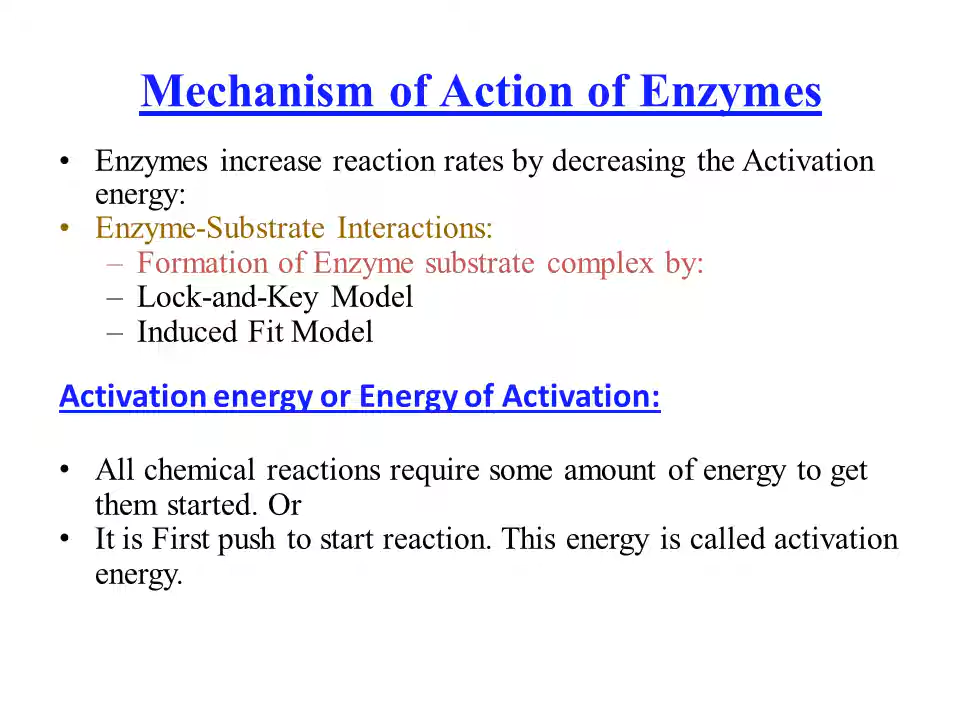 Mechanism of Action of Enzymes
• Enzymes increase reaction rates by decreasing the Activation
energy:
• Enzyme-Substrate Interactions:
– Formation of Enzyme substrate complex by:
– Lock-and-Key Model
– Induced Fit Model
Activation energy or Energy of Activation:
• All chemical reactions require some amount of energy to get
them started. Or
• It is First push to start reaction. This energy is called activation
energy.